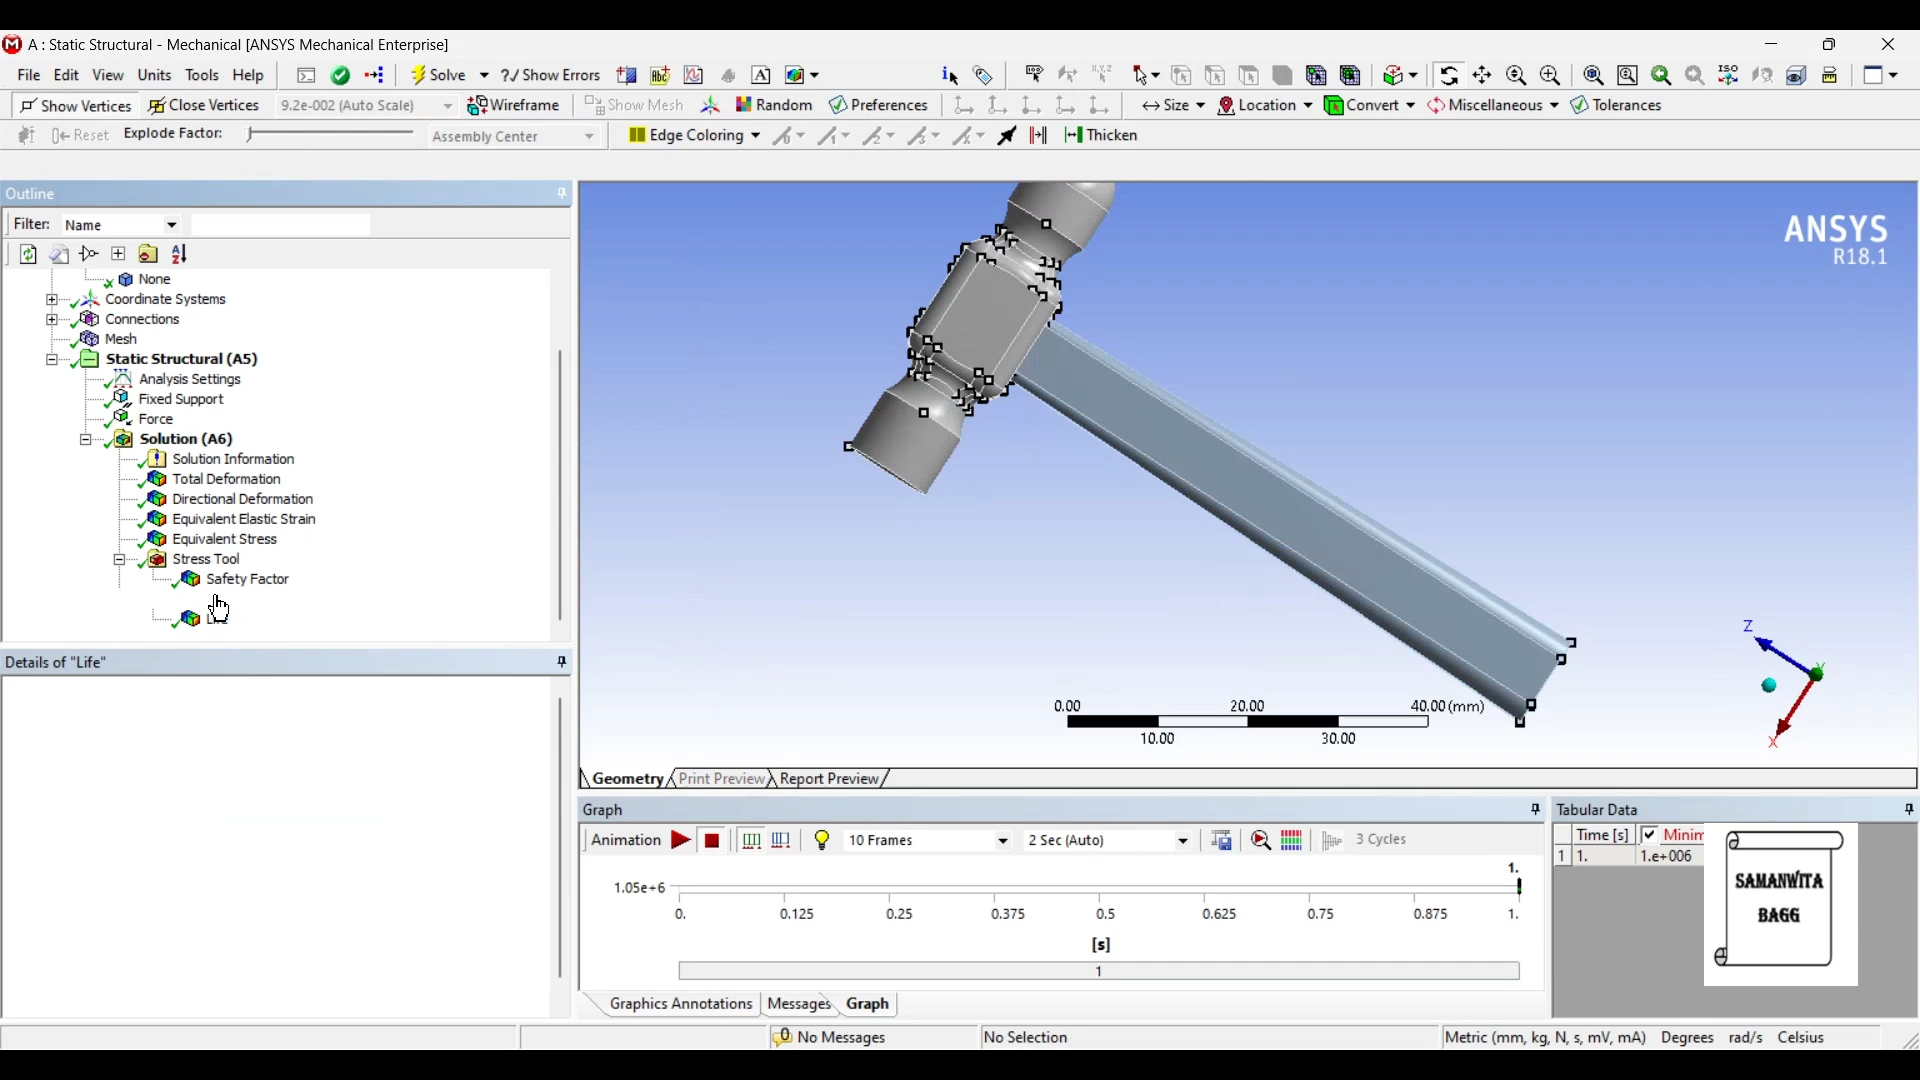 A : Static Structural - Mechanical [ANSYS Mechanical Enterprise]
File Edit View Units Tools Help Solve ?/ Show Errors
Show Vertices Close Vertices 9.2e-002 (Auto Scale) Wireframe Show Mesh Random Preferences Size Location Convert Miscellaneous Tolerances
Reset Explode Factor: Assembly Center Edge Coloring Thicken
Outline
Filter: Name
None
Coordinate Systems
Connections
Mesh
Static Structural (A5)
Analysis Settings
Fixed Support
Force
Solution (A6)
Solution Information
Total Deformation
Directional Deformation
Equivalent Elastic Strain
Equivalent Stress
Stress Tool
Safety Factor
Details of "Life"
ANSYS
R18.1
Z
Y
X
0.00 20.00 40.00 (mm)
10.00 30.00
Geometry Print Preview Report Preview
Graph
Animation 10 Frames 2 Sec (Auto) 3 Cycles
1.
1.05e+6
0. 0.125 0.25 0.375 0.5 0.625 0.75 0.875 1.
[s]
1
Graphics Annotations Messages Graph
Tabular Data
Time [s]
1 1. 1.e+006
SAMANWITA
BAGG
0 No Messages No Selection Metric (mm, kg, N, s, mV, mA) Degrees rad/s Celsius